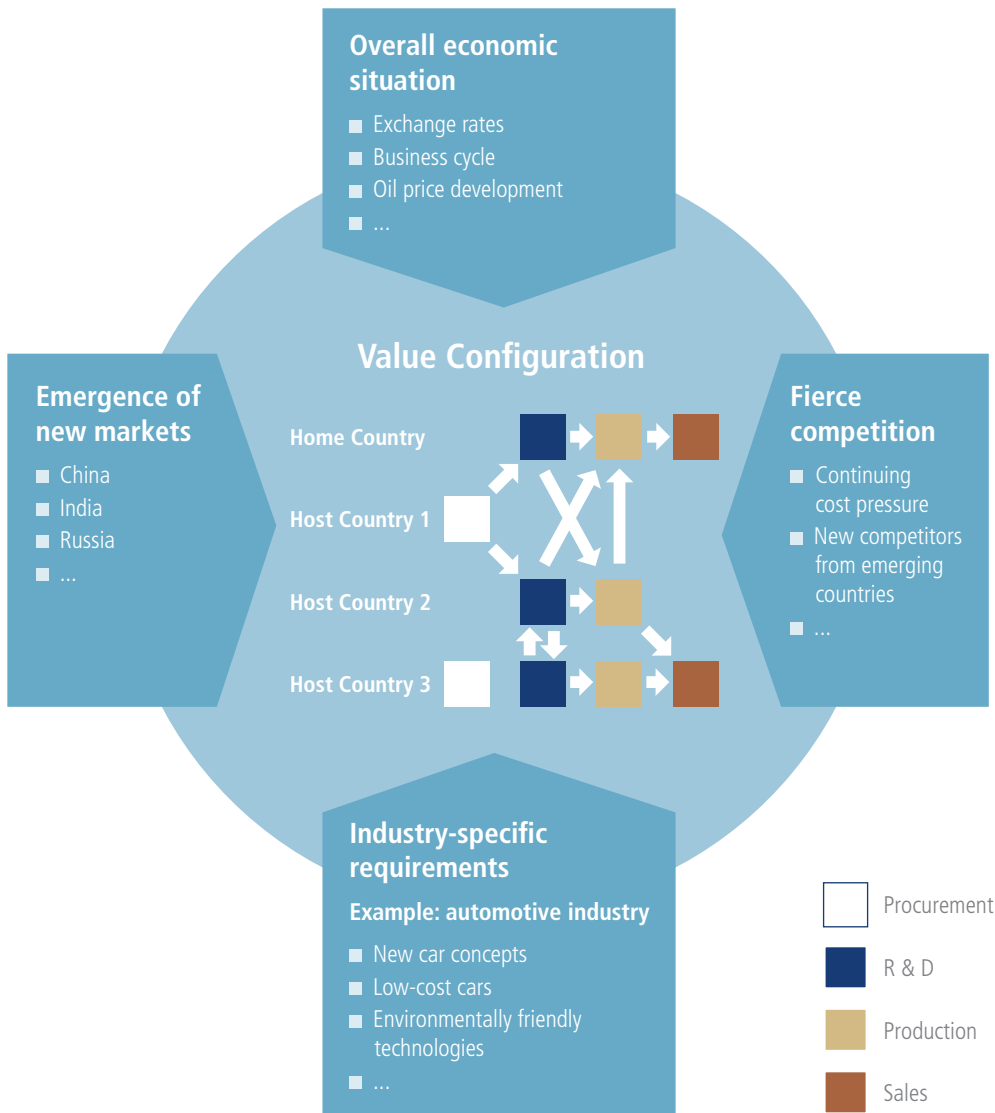 Overall economic
situation
Exchange rates
Business cycle
Oil price development
...
Emergence of
new markets
China
India
Russia
...
Value Configuration
Home Country
Host Country 1
Host Country 2
Host Country 3
Fierce
competition
Continuing
cost pressure
New competitors
from emerging
countries
...
Industry-specific
requirements
Example: automotive industry
New car concepts
Low-cost cars
Environmentally friendly
technologies
...
Procurement
R & D
Production
Sales